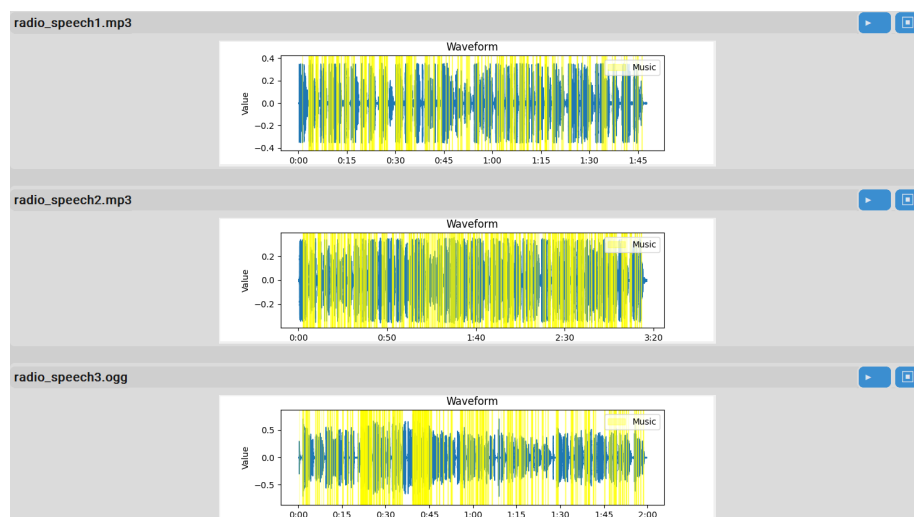 radio_speech1.mp3
Waveform
Music
Value
0.4
0.2
0.0
−0.2
−0.4
0:00 0:15 0:30 0:45 1:00 1:15 1:30 1:45
radio_speech2.mp3
Waveform
Music
Value
0.2
0.0
−0.2
0:00 0:50 1:40 2:30 3:20
radio_speech3.ogg
Waveform
Music
Value
0.5
0.0
−0.5
0:00 0:15 0:30 0:45 1:00 1:15 1:30 1:45 2:00